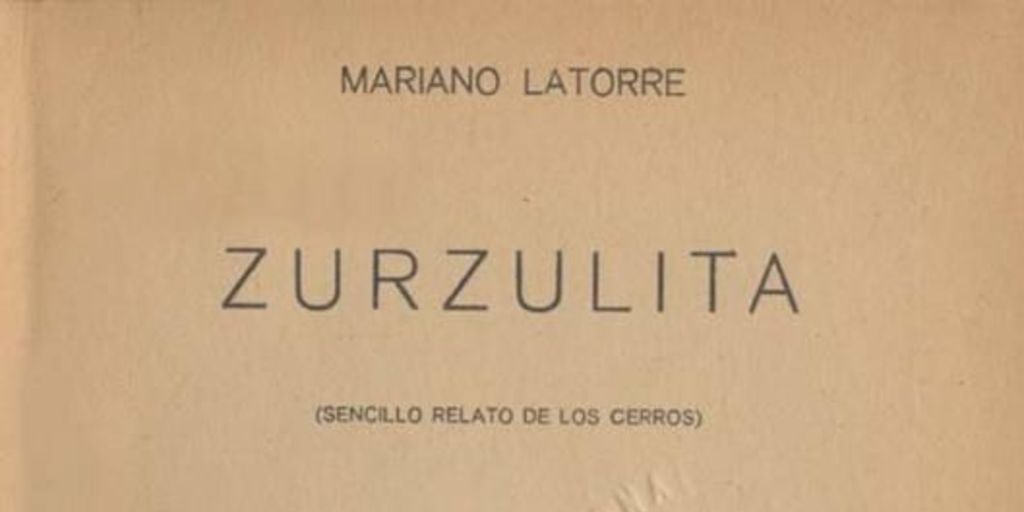 MARIANO LATORRE
ZURZULITA
(SENCILLO RELATO DE LOS CERROS)